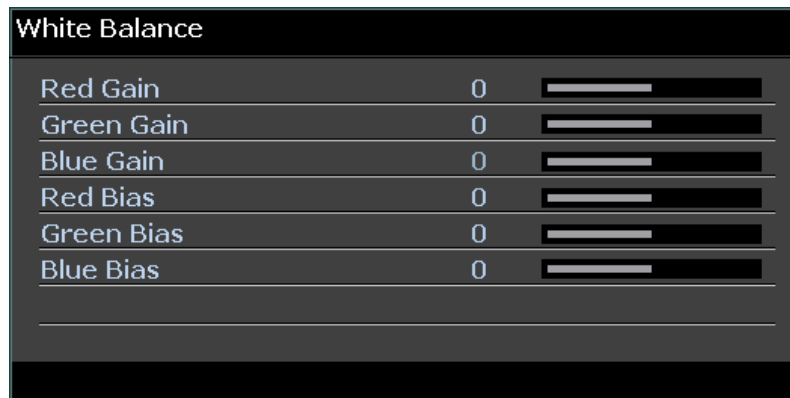 White Balance
Red Gain 0
Green Gain 0
Blue Gain 0
Red Bias 0
Green Bias 0
Blue Bias 0